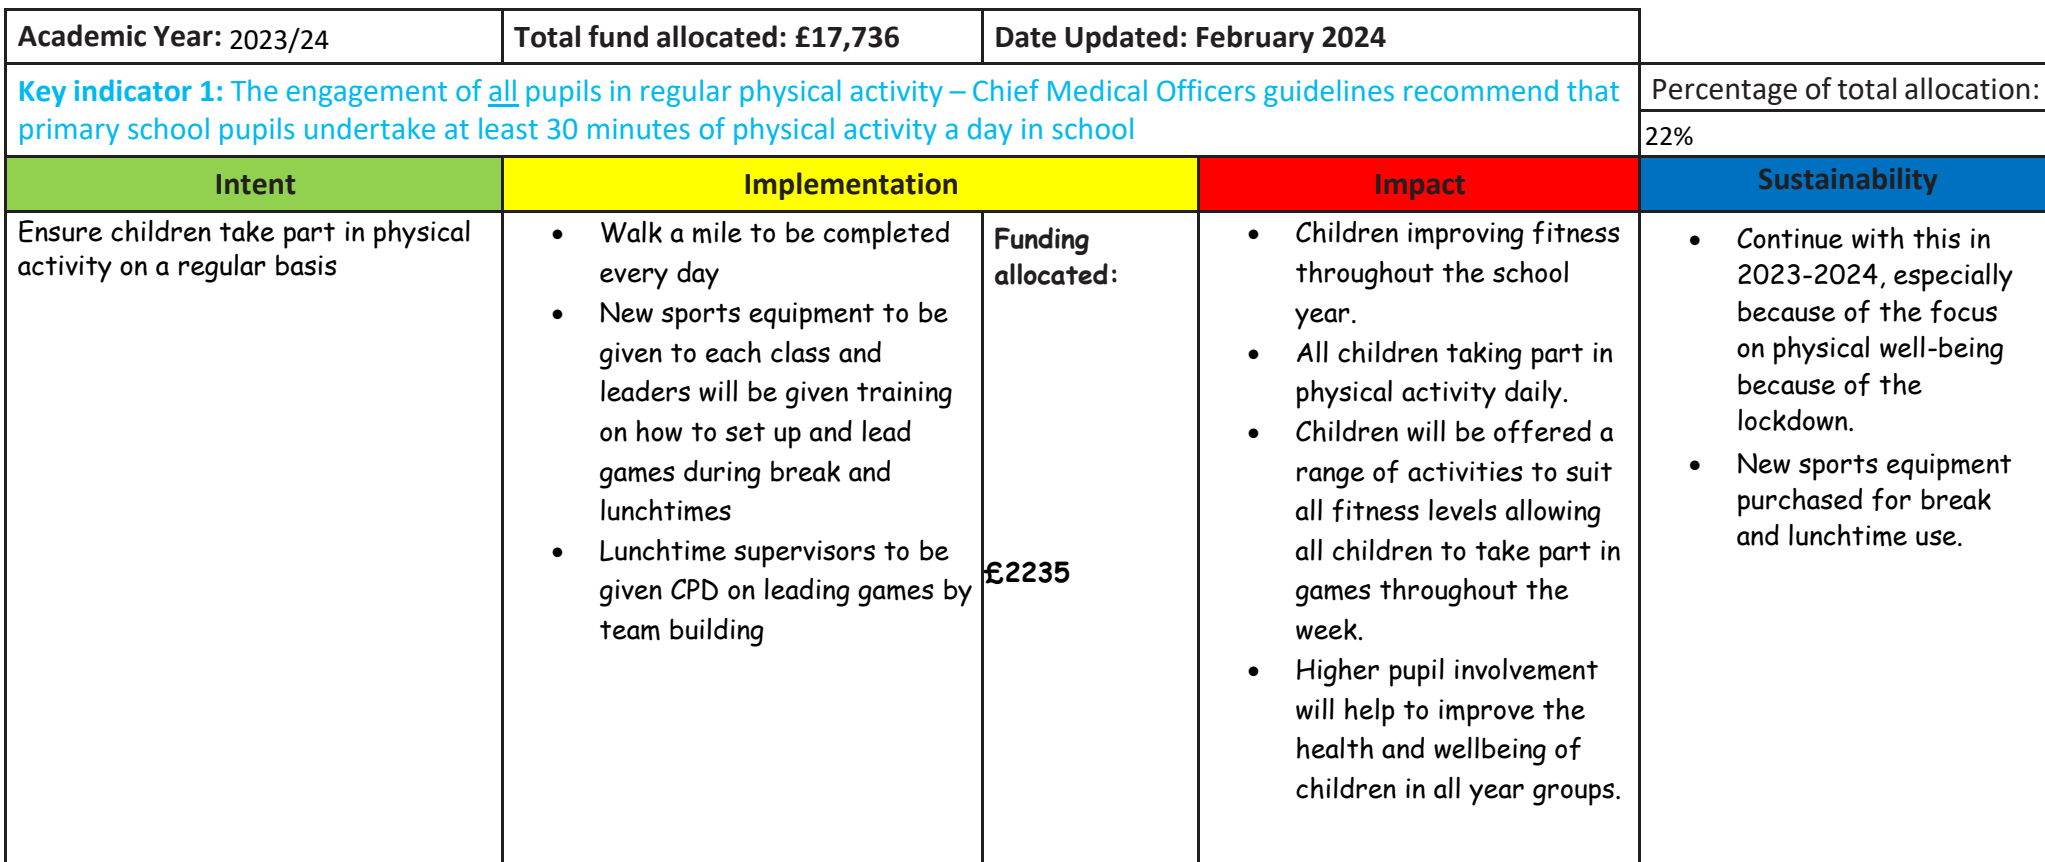 Academic Year: 2023/24
Total fund allocated: £17,736
Date Updated: February 2024
Key indicator 1: The engagement of all pupils in regular physical activity – Chief Medical Officers guidelines recommend that
primary school pupils undertake at least 30 minutes of physical activity a day in school
Percentage of total allocation:
22%
Intent
Implementation
Impact
Sustainability
Ensure children take part in physical
activity on a regular basis
• Walk a mile to be completed
every day
• New sports equipment to be
given to each class and
leaders will be given training
on how to set up and lead
games during break and
lunchtimes
• Lunchtime supervisors to be
given CPD on leading games by
team building
Funding
allocated:
£2235
• Children improving fitness
throughout the school
year.
• All children taking part in
physical activity daily.
• Children will be offered a
range of activities to suit
all fitness levels allowing
all children to take part in
games throughout the
week.
• Higher pupil involvement
will help to improve the
health and wellbeing of
children in all year groups.
• Continue with this in
2023-2024, especially
because of the focus
on physical well-being
because of the
lockdown.
• New sports equipment
purchased for break
and lunchtime use.